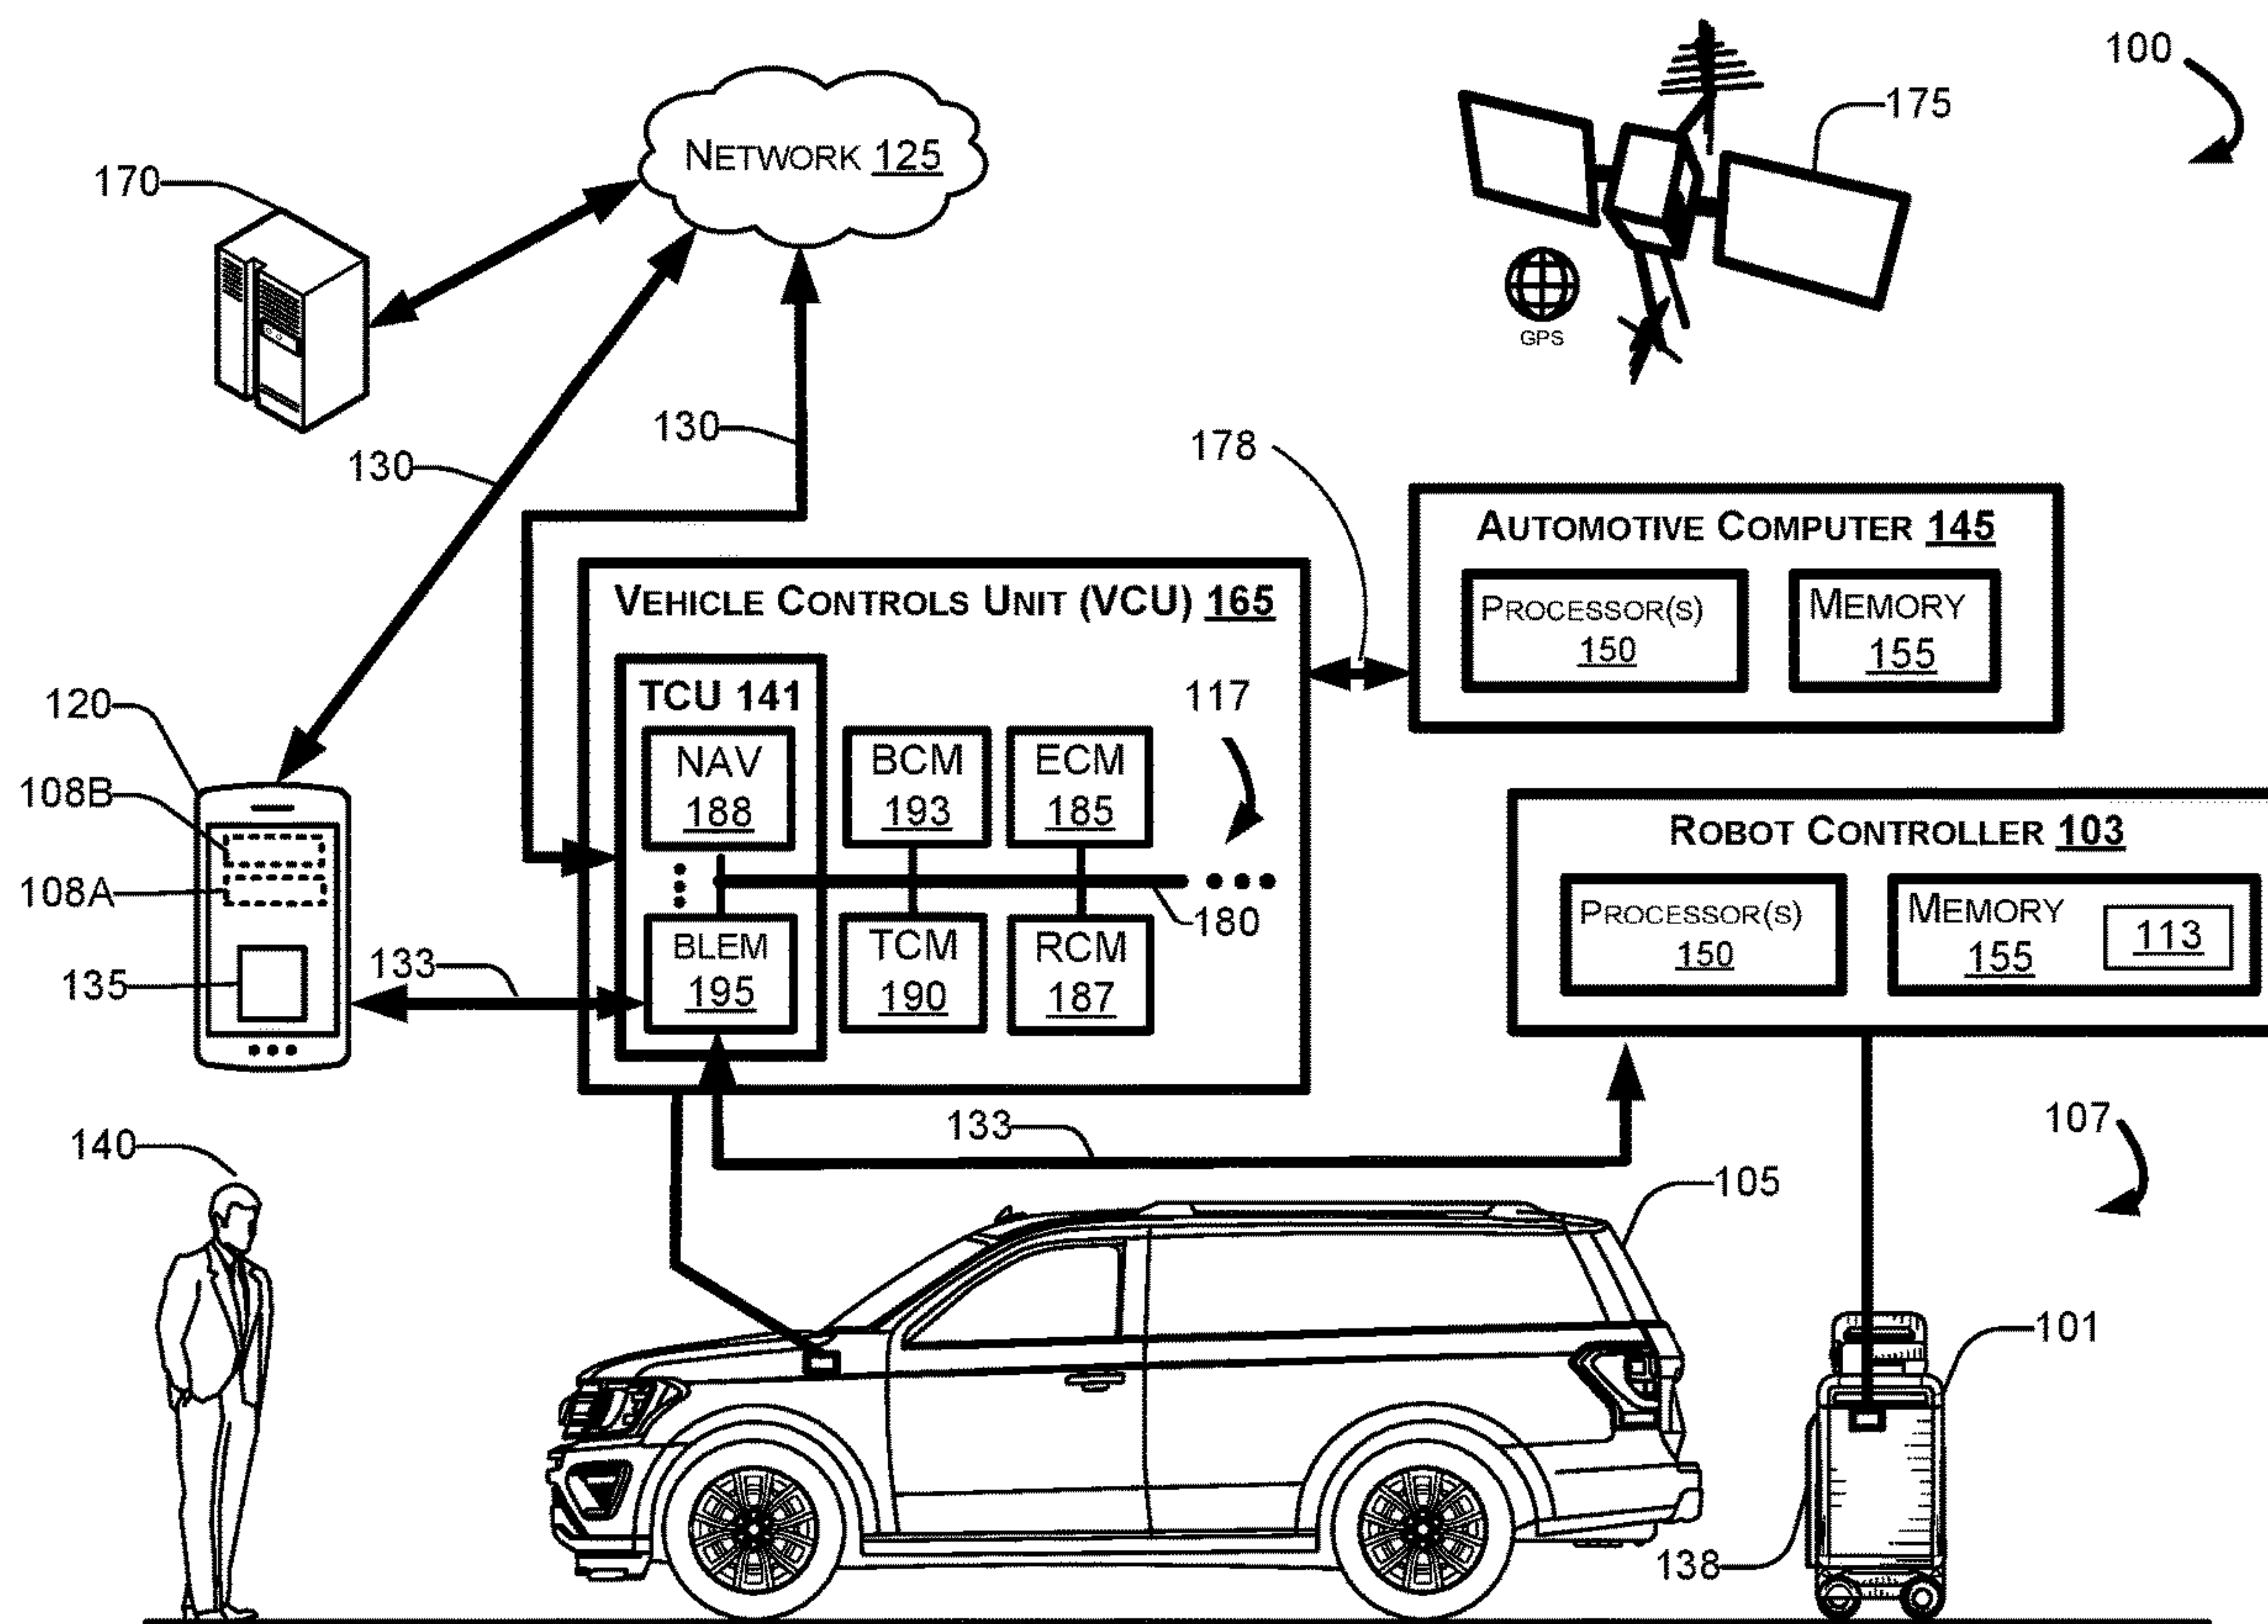 100
175
NETWORK 125
170
GPS
130
130
178
AUTOMOTIVE COMPUTER 145
PROCESSOR(S)
150
MEMORY
155
VEHICLE CONTROLS UNIT (VCU) 165
TCU 141
117
120
NAV
188
BCM
193
ECM
185
108B
108A
ROBOT CONTROLLER 103
PROCESSOR(S)
150
MEMORY
155
113
180
BLEM
195
TCM
190
RCM
187
133
135
133
107
140
105
101
138